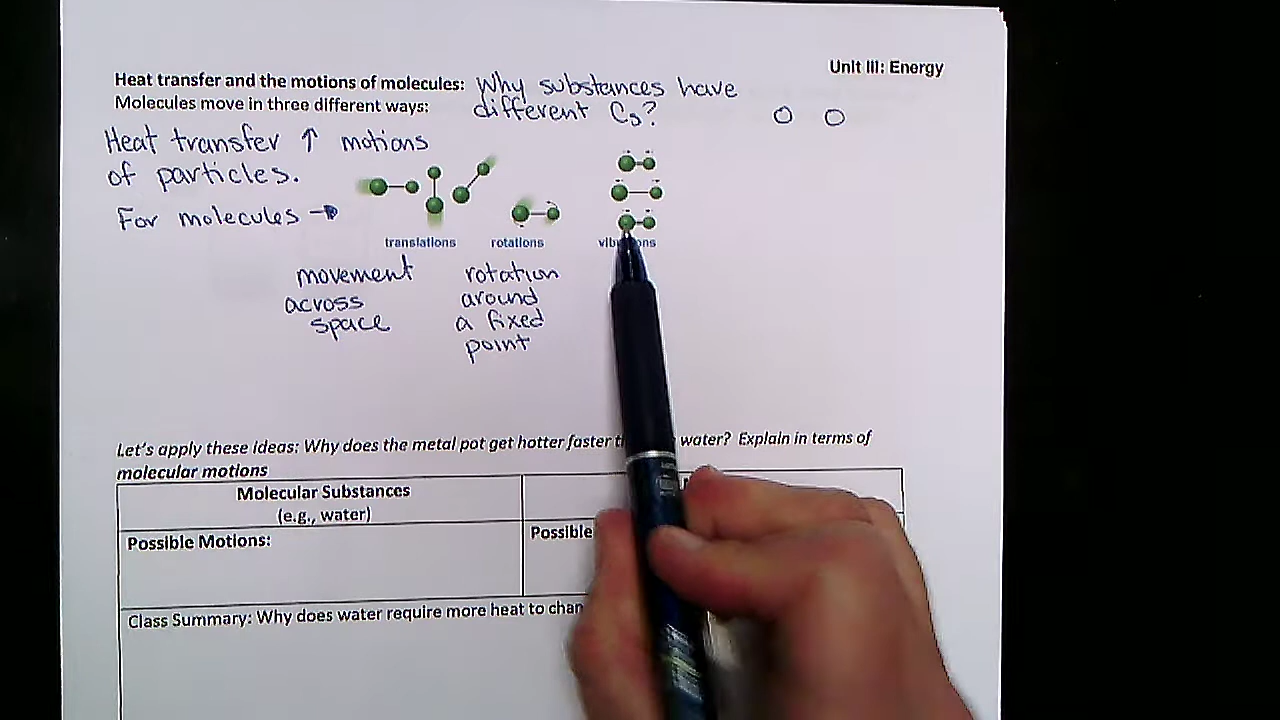 Unit III: Energy
Heat transfer and the motions of molecules: Why substances have
Molecules move in three different ways: different Cs?
Heat transfer ↑ motions
of particles.
For molecules →
translations rotations
movement rotation
across around
space a fixed
point
Let's apply these ideas: Why does the metal pot get hotter faster water? Explain in terms of
molecular motions
Molecular Substances
(e.g., water)
Possible Motions: Possible
Class Summary: Why does water require more heat to